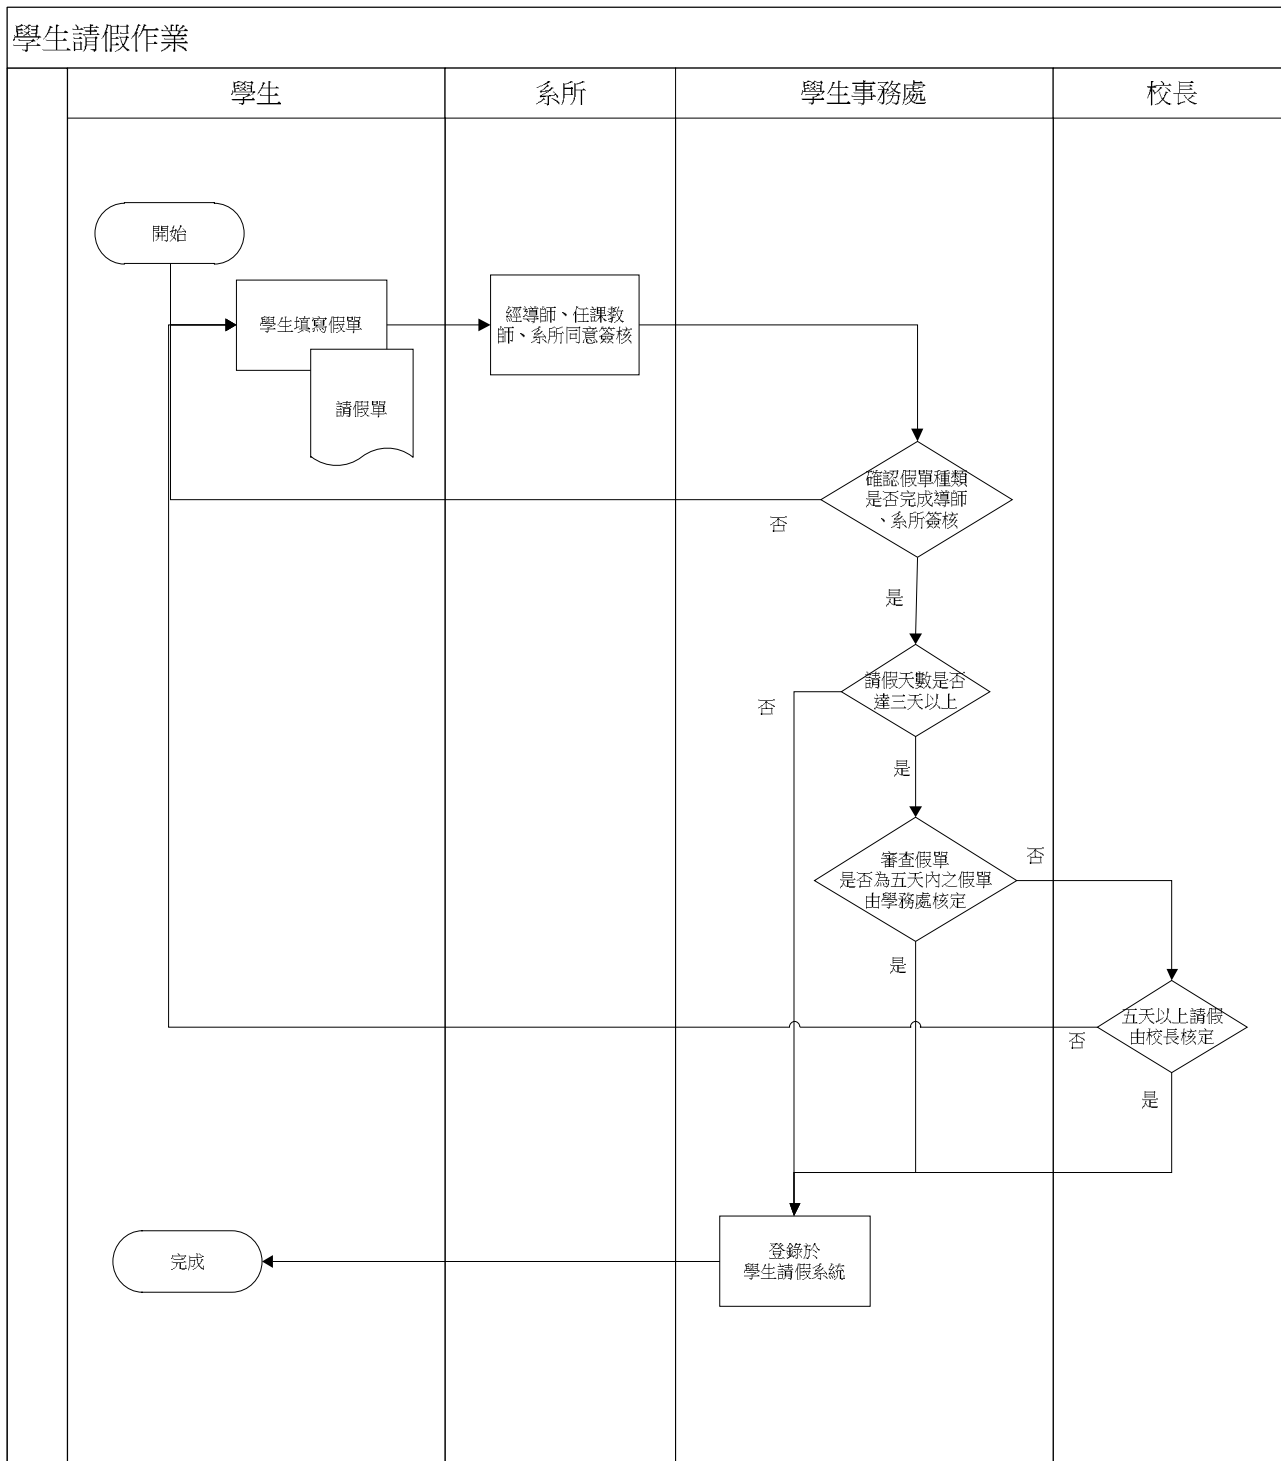 學生請假作業
學生
系所
學生事務處
校長
開始
學生填寫假單
請假單
經導師、任課教
師、系所同意簽核
確認假單種類
是否完成導師
、系所簽核
否
是
請假天數是否
達三天以上
否
是
審查假單
是否為五天內之假單
由學務處核定
否
是
五天以上請假
由校長核定
否
是
登錄於
學生請假系統
完成